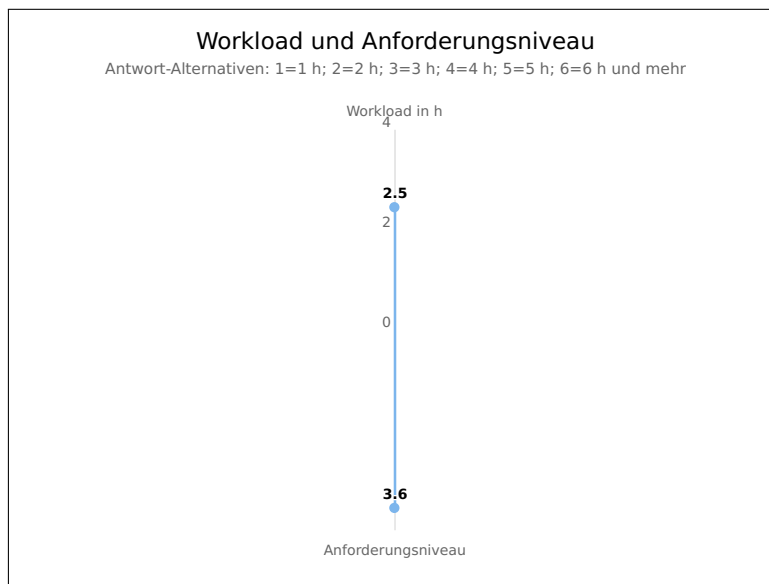 Workload und Anforderungsniveau
Antwort-Alternativen: 1=1 h; 2=2 h; 3=3 h; 4=4 h; 5=5 h; 6=6 h und mehr
Workload in h
4
2.5
2
0
3.6
Anforderungsniveau